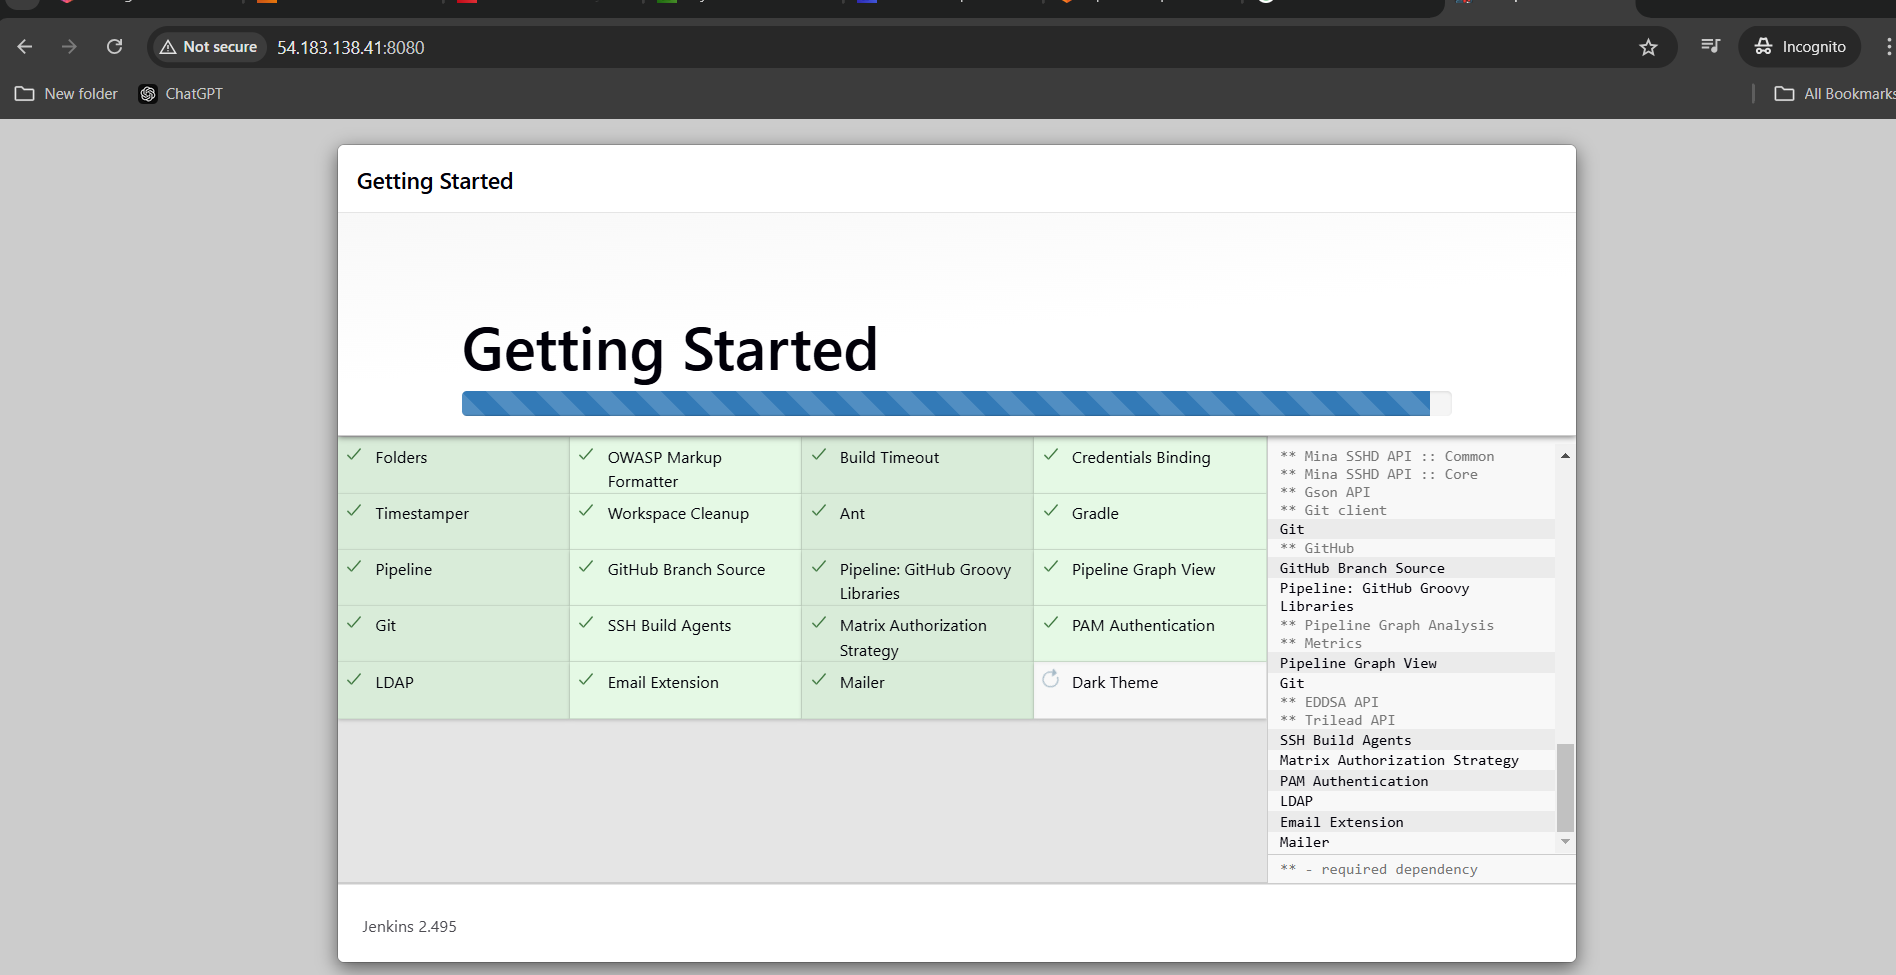 Not secure
54.183.138.41:8080
Incognito
New folder
ChatGPT
All Bookmarks
Getting Started
Getting Started
Folders
OWASP Markup
Formatter
Build Timeout
Credentials Binding
Timestamper
Workspace Cleanup
Ant
Gradle
Pipeline
GitHub Branch Source
Pipeline: GitHub Groovy
Libraries
Pipeline Graph View
Git
SSH Build Agents
Matrix Authorization
Strategy
PAM Authentication
LDAP
Email Extension
Mailer
Dark Theme
** Mina SSHD API :: Common
** Mina SSHD API :: Core
** Gson API
** Git client
Git
** GitHub
GitHub Branch Source
Pipeline: GitHub Groovy
Libraries
** Pipeline Graph Analysis
** Metrics
Pipeline Graph View
Git
** EDDSA API
** Trilead API
SSH Build Agents
Matrix Authorization Strategy
PAM Authentication
LDAP
Email Extension
Mailer
** - required dependency
Jenkins 2.495